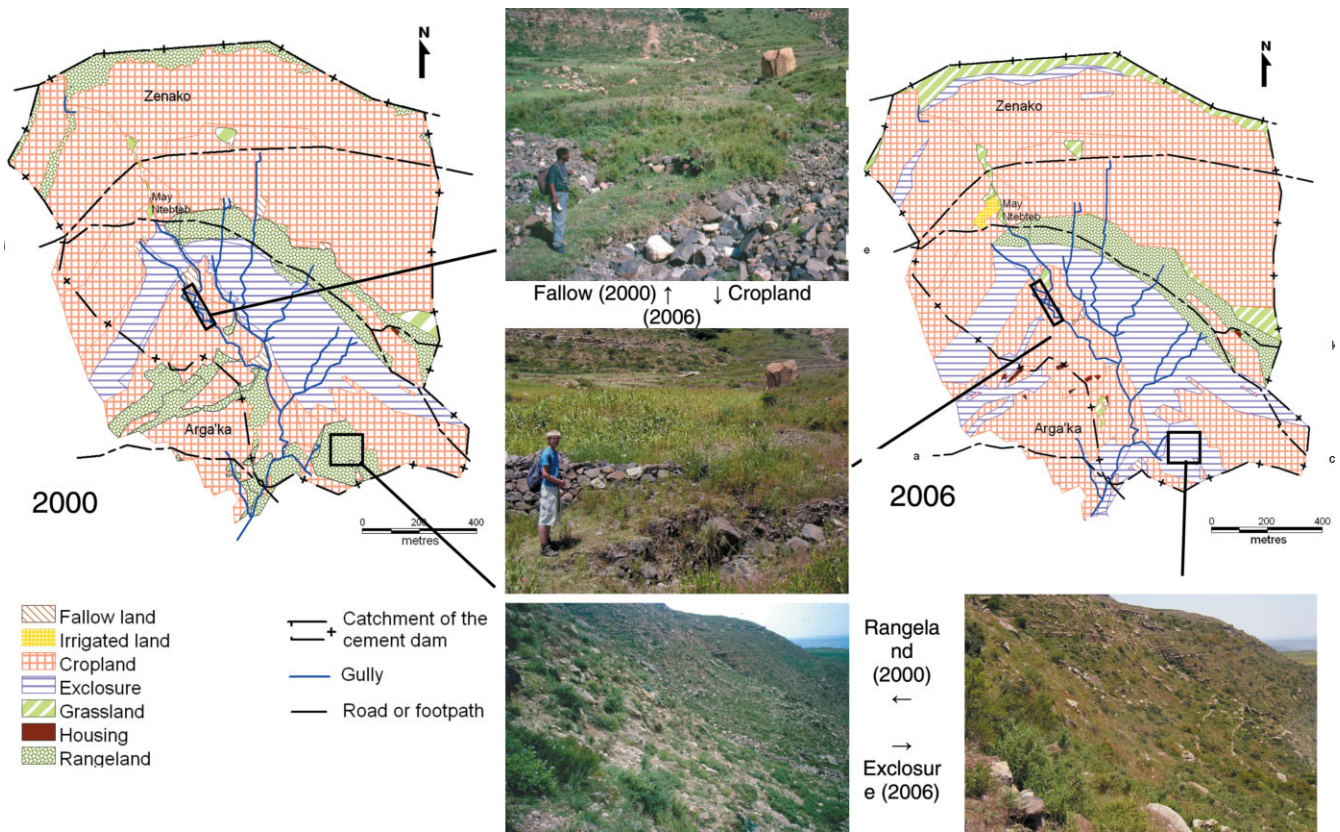 N
Zenako
May
Ntebteb
Arga'ka
2000
0 200 400
metres
Fallow (2000) ↑ ↓ Cropland
(2006)
N
Zenako
May
Ntebteb
e
k
Arga'ka
a
c
2006
0 200 400
metres
Fallow land
Irrigated land
Cropland
Exclosure
Grassland
Housing
Rangeland
Catchment of the
cement dam
Gully
Road or footpath
Rangela
nd
(2000)
←
→
Exclosur
e (2006)